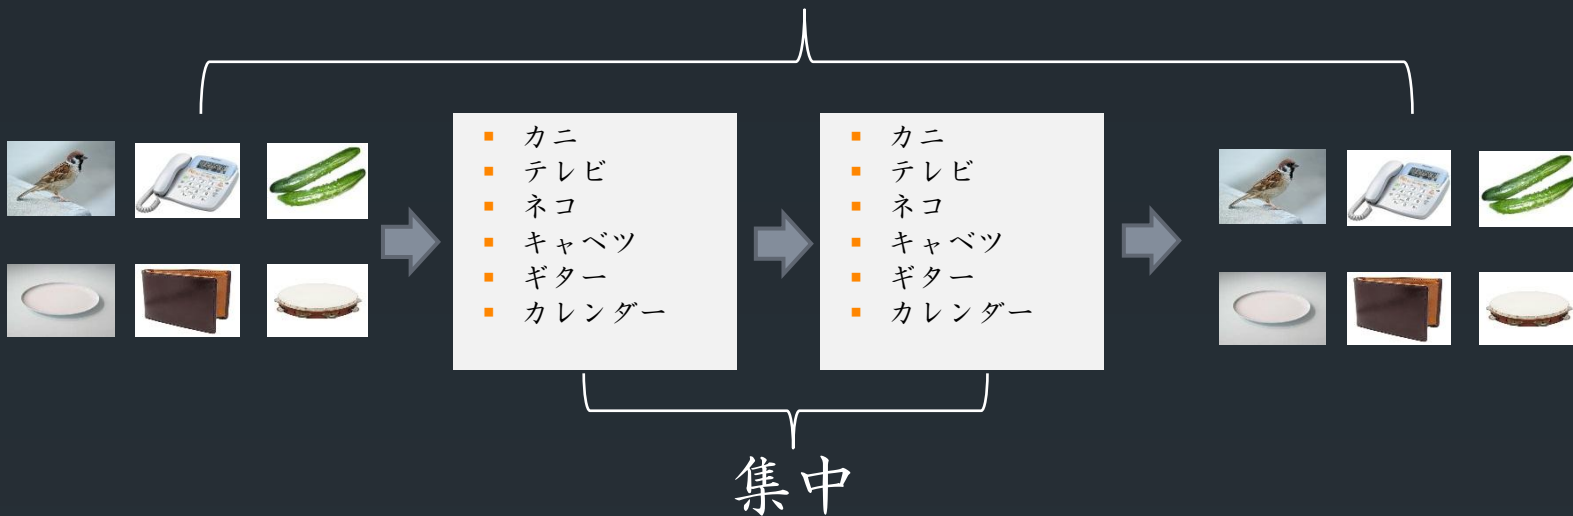 カニ
テレビ
ネコ
キャベツ
ギター
カレンダー
カニ
テレビ
ネコ
キャベツ
ギター
カレンダー
集中